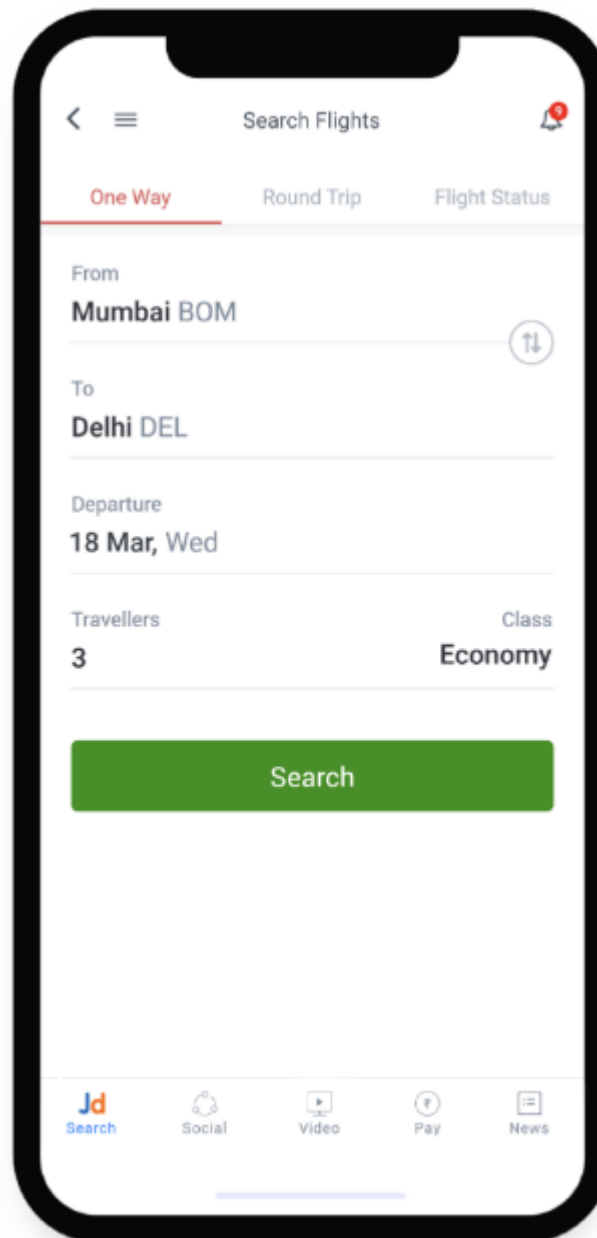 Search Flights
9
One Way Round Trip Flight Status
From
Mumbai BOM
To
Delhi DEL
Departure
18 Mar, Wed
Travellers Class
3 Economy
Search
Jd ₹
Search Social Video Pay News